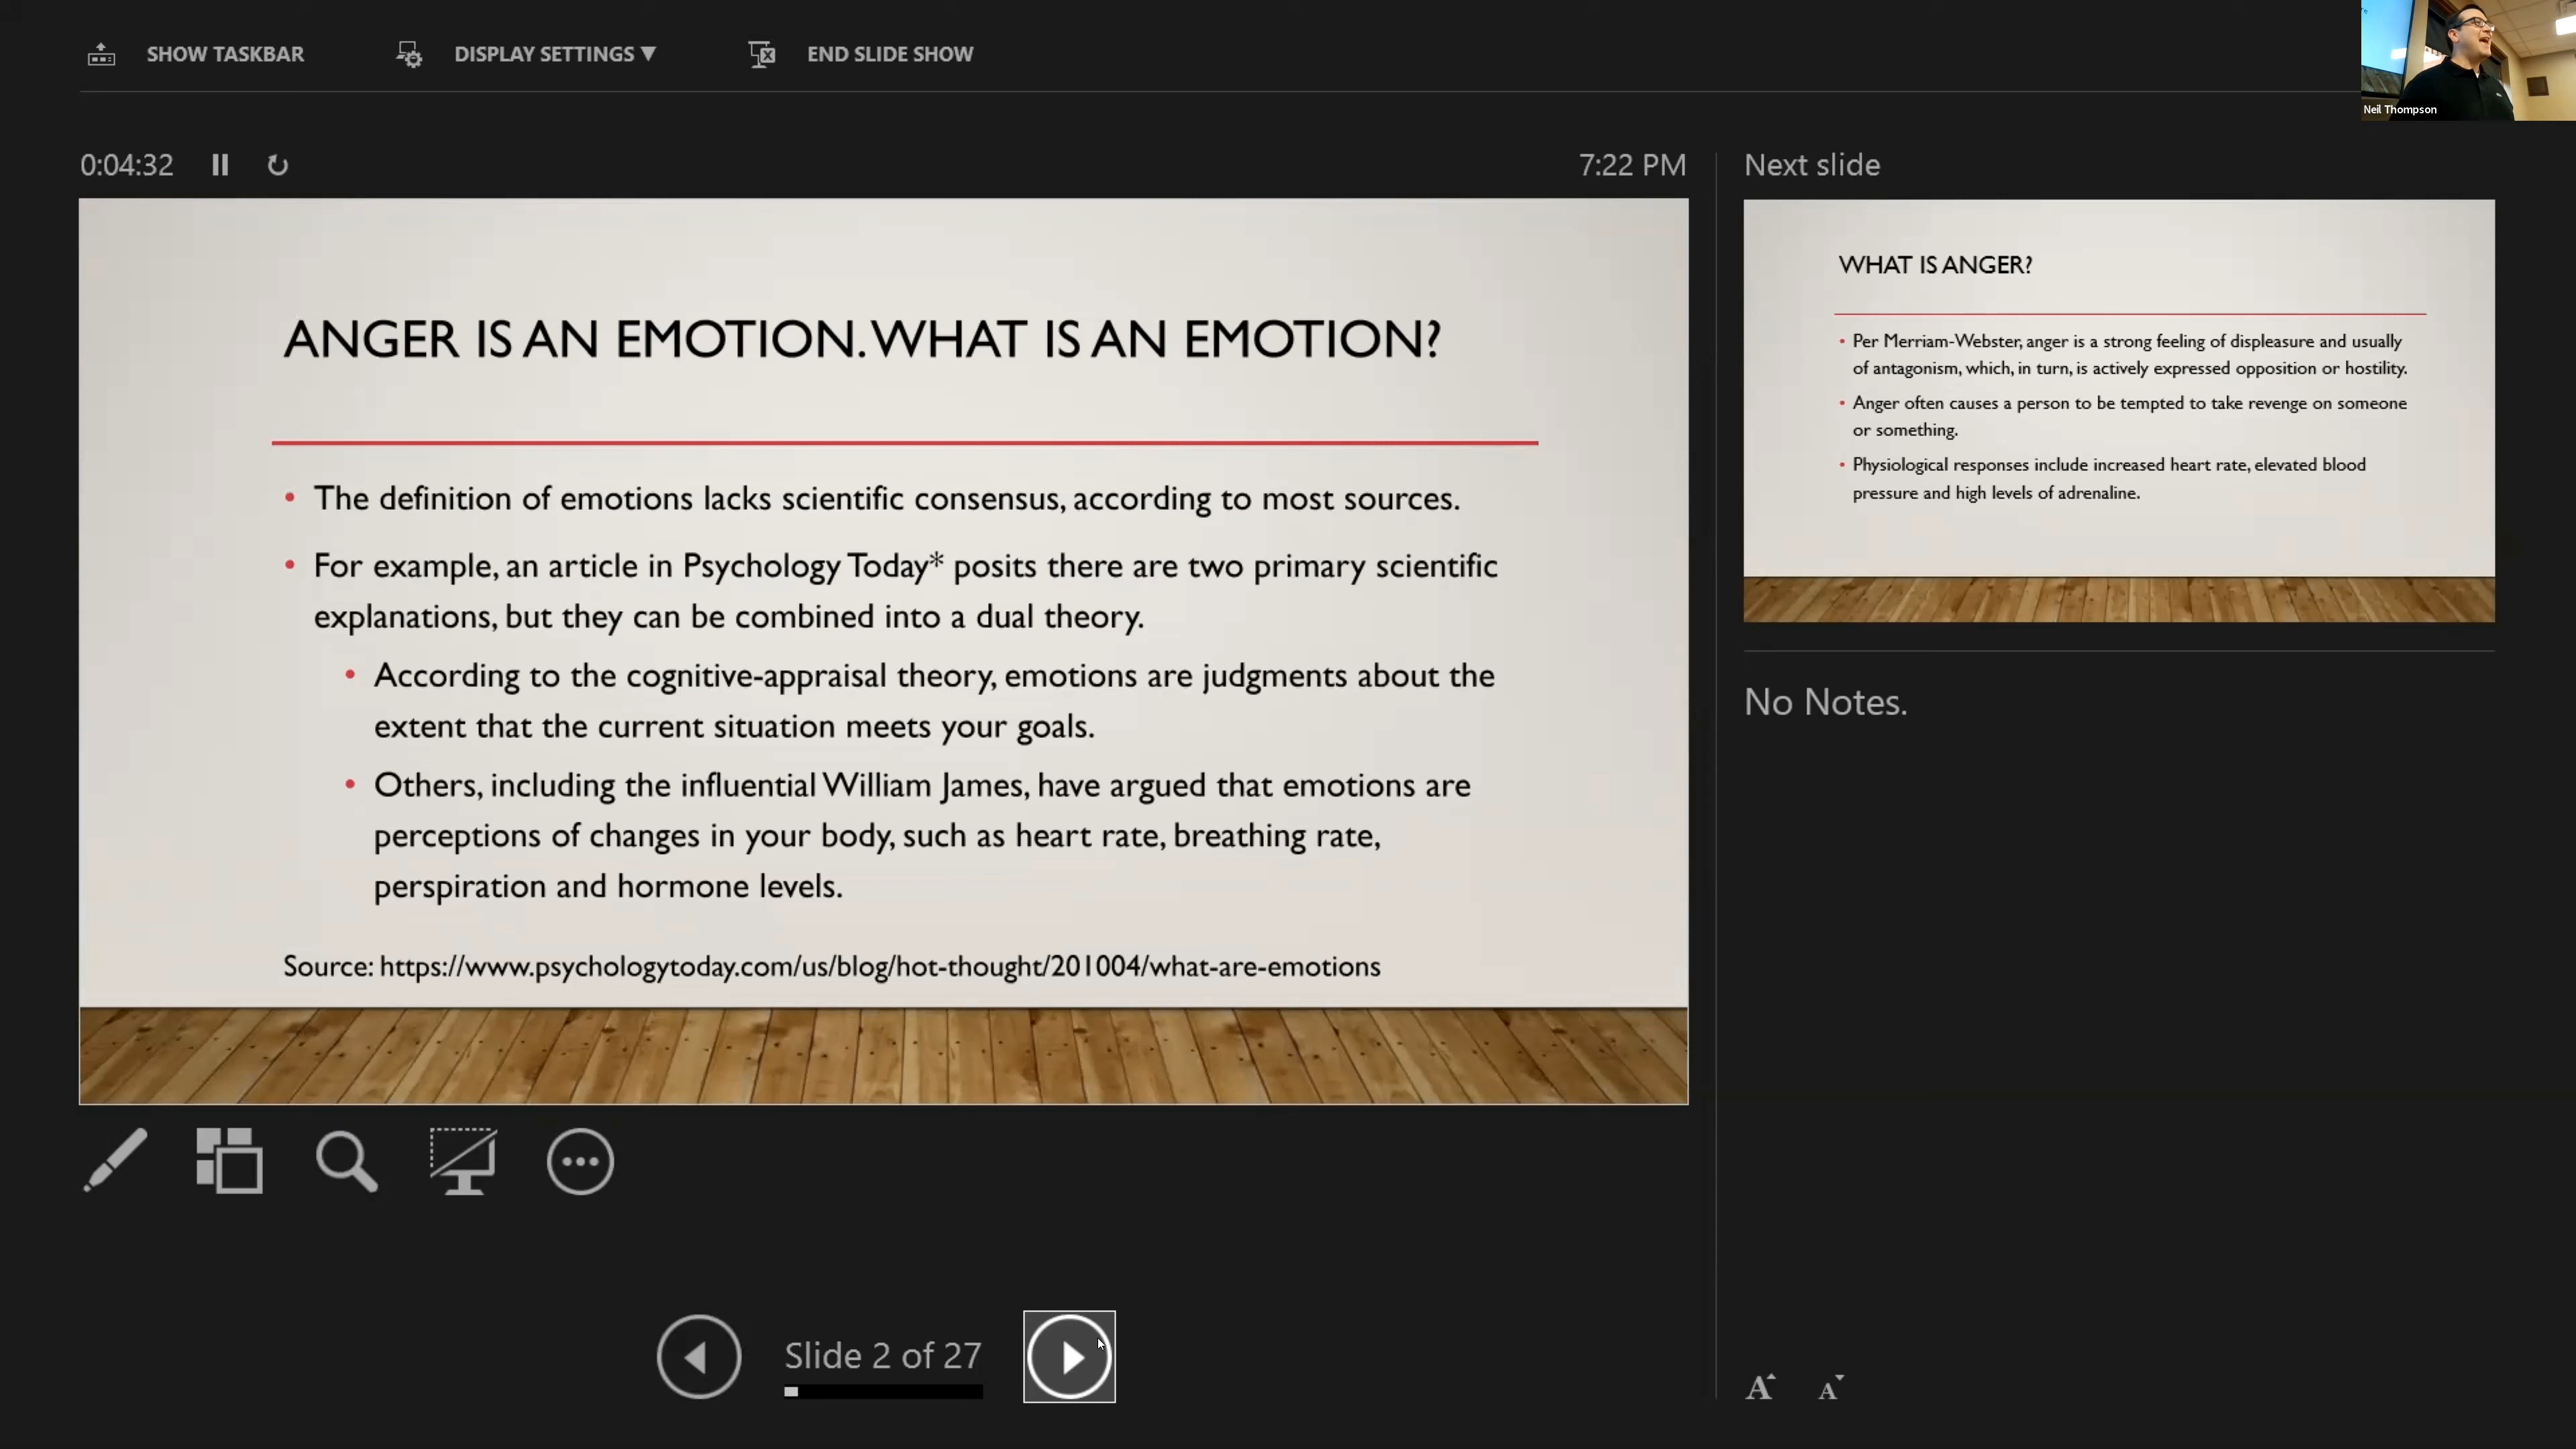 SHOW TASKBAR
DISPLAY SETTINGS ▼
END SLIDE SHOW
Neil Thompson
0:04:32
7:22 PM
ANGER IS AN EMOTION. WHAT IS AN EMOTION?
• The definition of emotions lacks scientific consensus, according to most sources.
• For example, an article in Psychology Today* posits there are two primary scientific
explanations, but they can be combined into a dual theory.
• According to the cognitive-appraisal theory, emotions are judgments about the
extent that the current situation meets your goals.
• Others, including the influential William James, have argued that emotions are
perceptions of changes in your body, such as heart rate, breathing rate,
perspiration and hormone levels.
Source: https://www.psychologytoday.com/us/blog/hot-thought/201004/what-are-emotions
Slide 2 of 27
Next slide
WHAT IS ANGER?
• Per Merriam-Webster, anger is a strong feeling of displeasure and usually
of antagonism, which, in turn, is actively expressed opposition or hostility.
• Anger often causes a person to be tempted to take revenge on someone
or something.
• Physiological responses include increased heart rate, elevated blood
pressure and high levels of adrenaline.
No Notes.
A A